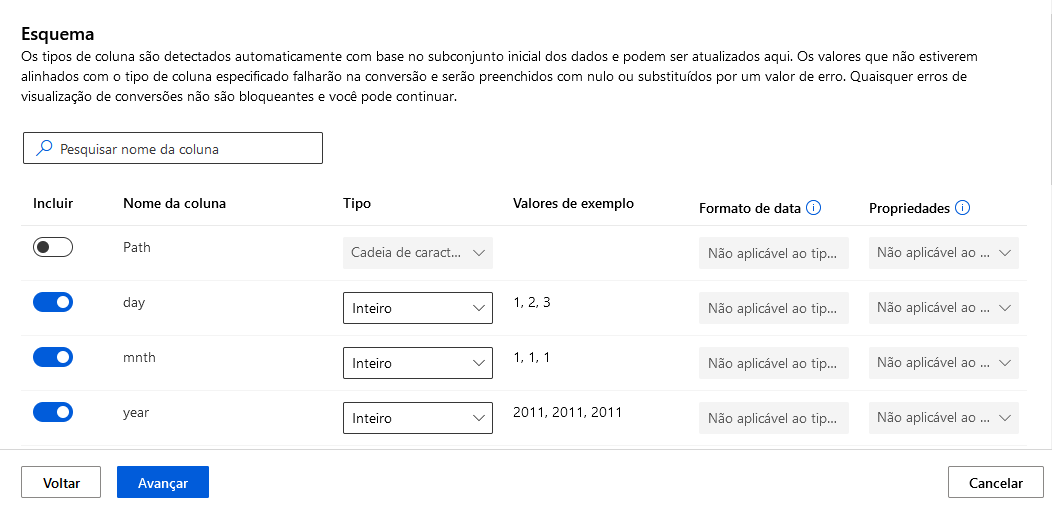 Esquema
Os tipos de coluna são detectados automaticamente com base no subconjunto inicial dos dados e podem ser atualizados aqui. Os valores que não estiverem
alinhados com o tipo de coluna especificado falharão na conversão e serão preenchidos com nulo ou substituídos por um valor de erro. Quaisquer erros de
visualização de conversões não são bloqueantes e você pode continuar.
Pesquisar nome da coluna
Incluir Nome da coluna Tipo Valores de exemplo Formato de data Propriedades
Path Cadeia de caract... Não aplicável ao tip... Não aplicável ao ...
day Inteiro 1, 2, 3 Não aplicável ao tip... Não aplicável ao ...
mnth Inteiro 1, 1, 1 Não aplicável ao tip... Não aplicável ao ...
year Inteiro 2011, 2011, 2011 Não aplicável ao tip... Não aplicável ao ...
Voltar Avançar Cancelar